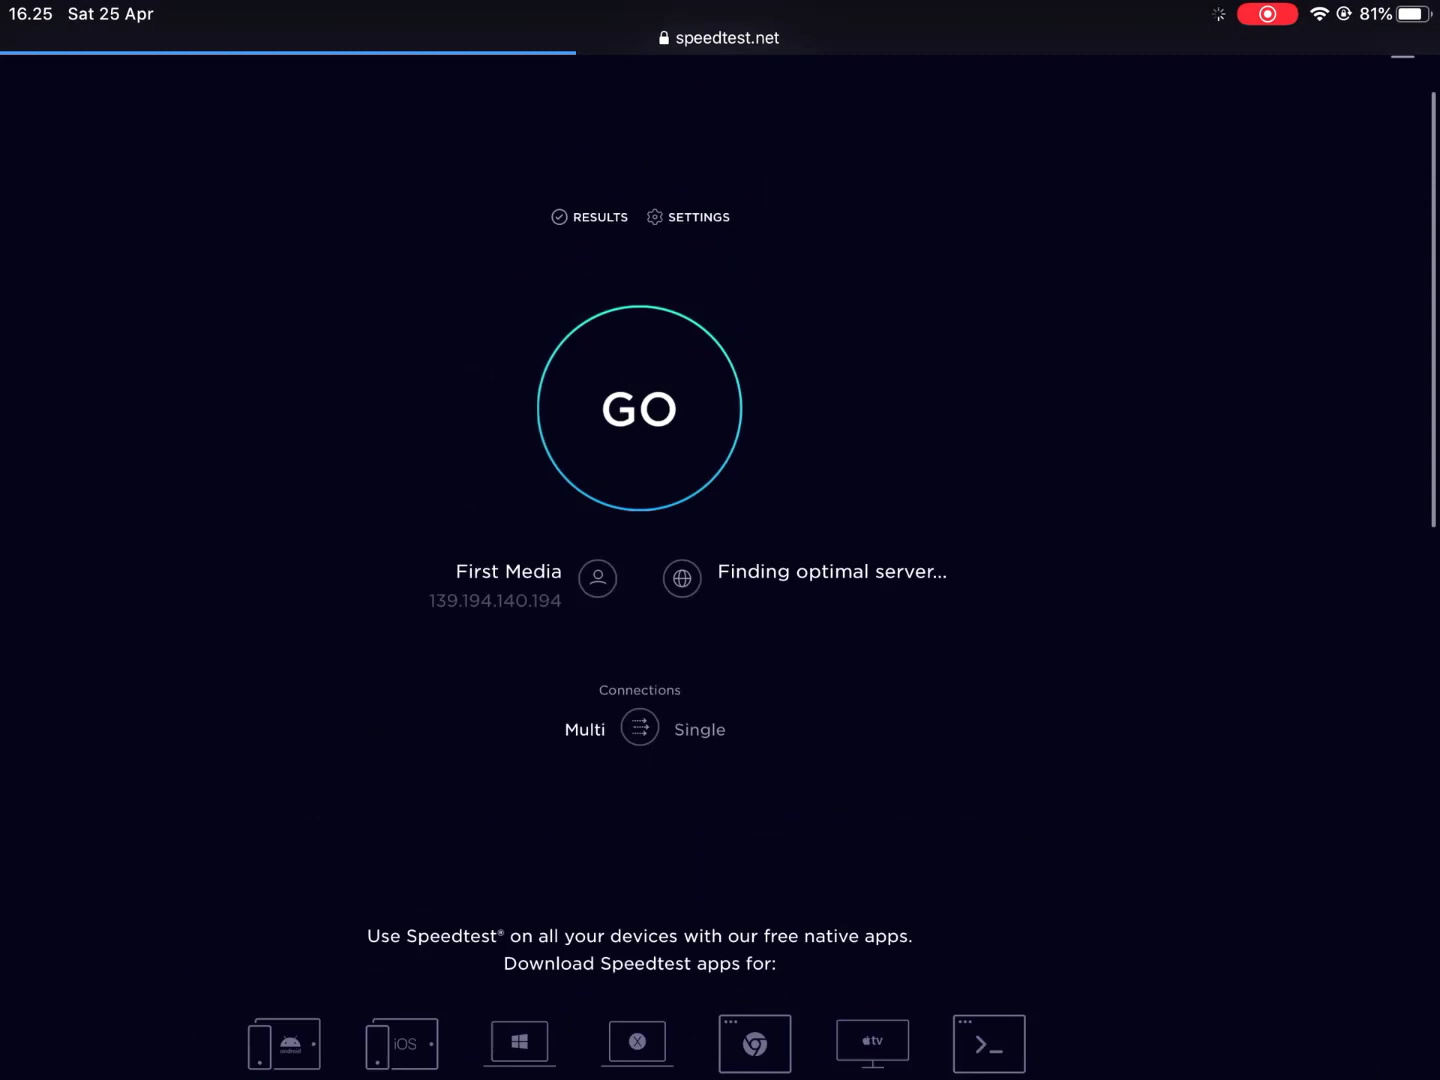 16.25 Sat 25 Apr
81%
speedtest.net
RESULTS SETTINGS
GO
First Media
Finding optimal server...
139.194.140.194
Connections
Multi Single
Use Speedtest® on all your devices with our free native apps.
Download Speedtest apps for:
android iOS X tv